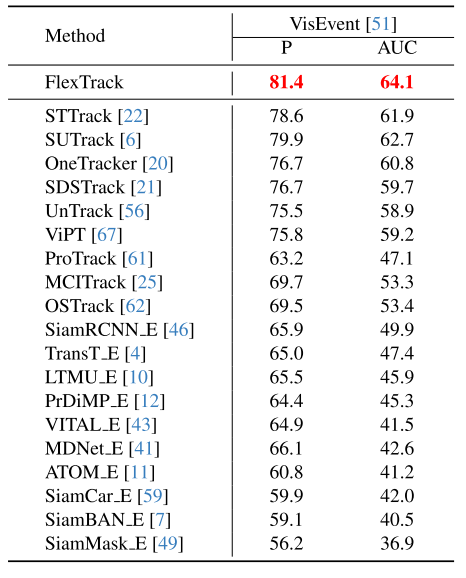 Method VisEvent [51]
P AUC
FlexTrack 81.4 64.1
STTrack [22] 78.6 61.9
SUTrack [6] 79.9 62.7
OneTracker [20] 76.7 60.8
SDSTrack [21] 76.7 59.7
UnTrack [56] 75.5 58.9
ViPT [67] 75.8 59.2
ProTrack [61] 63.2 47.1
MCITrack [25] 69.7 53.3
OSTrack [62] 69.5 53.4
SiamRCNN_E [46] 65.9 49.9
TransT_E [4] 65.0 47.4
LTMU_E [10] 65.5 45.9
PrDiMP_E [12] 64.4 45.3
VITAL_E [43] 64.9 41.5
MDNet_E [41] 66.1 42.6
ATOM_E [11] 60.8 41.2
SiamCar_E [59] 59.9 42.0
SiamBAN_E [7] 59.1 40.5
SiamMask_E [49] 56.2 36.9